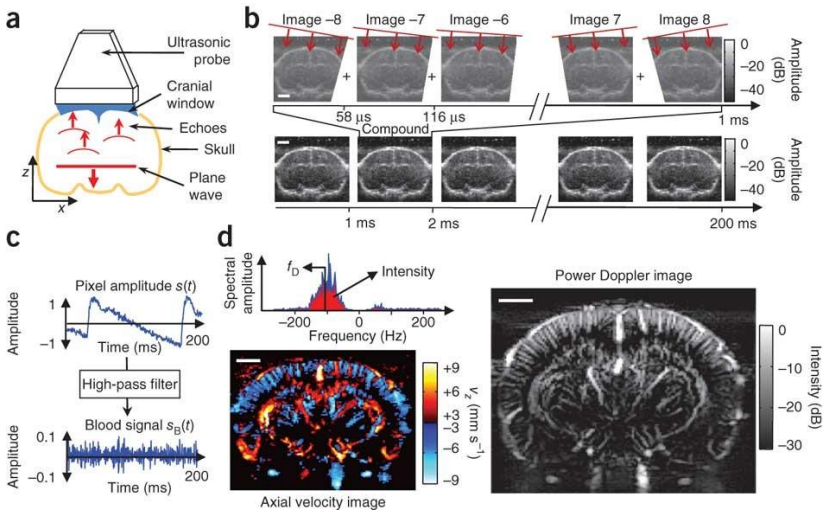 a
Ultrasonic
probe
Cranial
window
Echoes
Skull
Plane
wave
z
x
b
Image –8
Image –7
Image –6
Image 7
Image 8
+
+
+
0
–20
–40
Amplitude
(dB)
58 µs
116 µs
1 ms
Compound
0
–20
–40
Amplitude
(dB)
1 ms
2 ms
200 ms
c
Pixel amplitude s(t)
Amplitude
1
–1
Time (ms)
200
High-pass filter
Blood signal sB(t)
Amplitude
0.1
–0.1
Time (ms)
200
d
Spectral
amplitude
fD
Intensity
–200
0
200
Frequency (Hz)
+9
+6
+3
–3
–6
–9
vz (mm s–1)
Axial velocity image
Power Doppler image
0
–10
–20
–30
Intensity (dB)